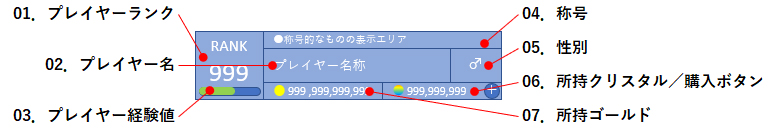 01. プレイヤーランク
02. プレイヤー名
03. プレイヤー経験値
RANK
999
●称号的なものの表示エリア
プレイヤー名称
♂
999 ,999,999,99
999,999,999
+
04. 称号
05. 性別
06. 所持クリスタル／購入ボタン
07. 所持ゴールド